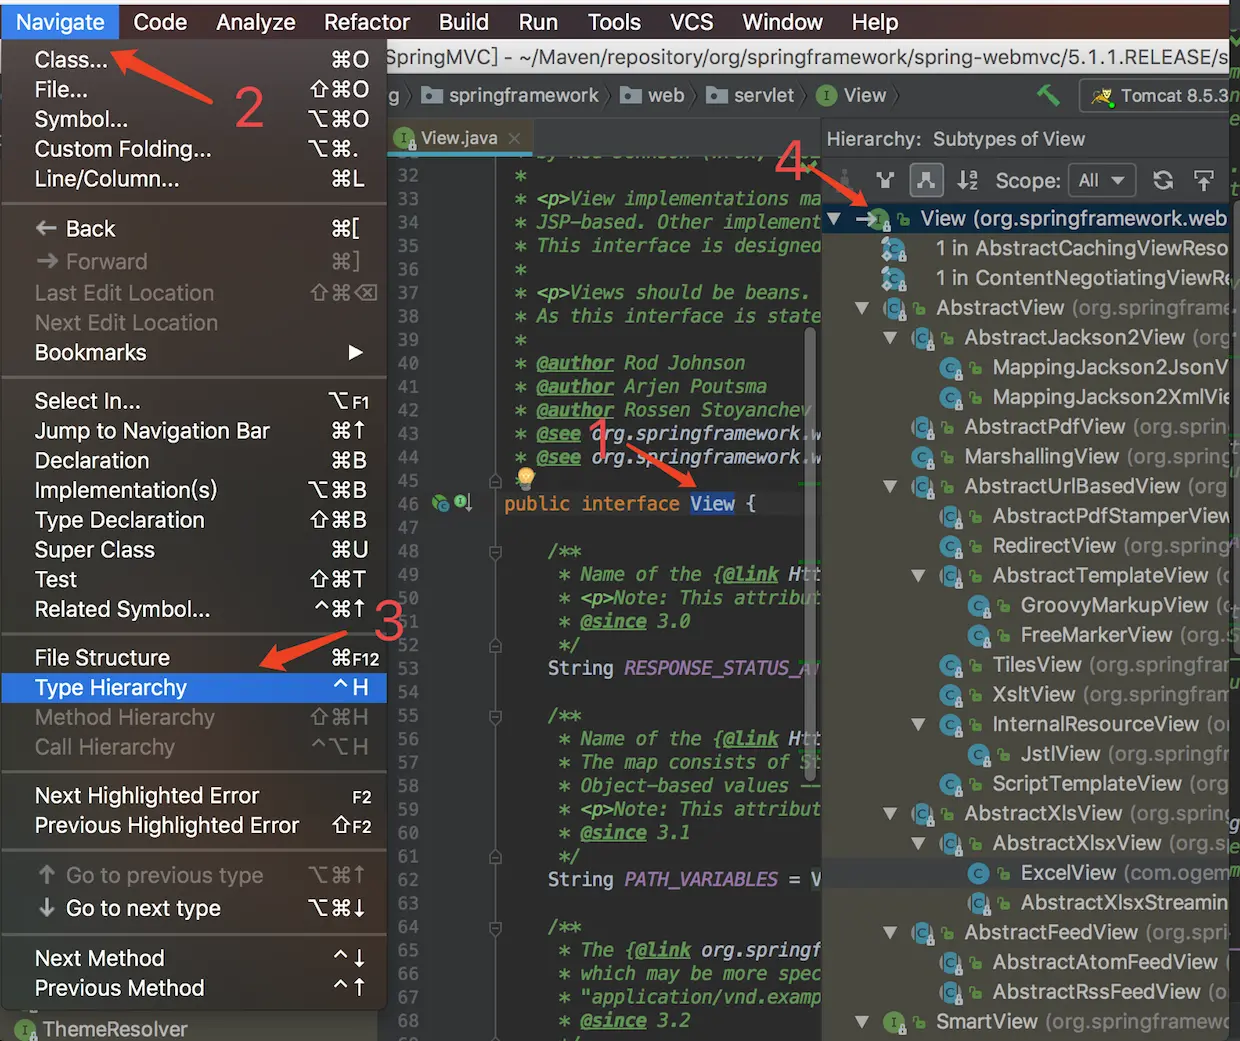 Navigate Code Analyze Refactor Build Run Tools VCS Window Help
Class... ⌘O
File... ⇧⌘O
Symbol... ⌥⌘O
Custom Folding... ⌥⌘.
Line/Column... ⌘L
← Back ⌘[
→ Forward ⌘]
Last Edit Location ⇧⌘⌫
Next Edit Location
Bookmarks ▶
Select In... ⌥F1
Jump to Navigation Bar ⌘↑
Declaration ⌘B
Implementation(s) ⌥⌘B
Type Declaration ⇧⌘B
Super Class ⌘U
Test ⇧⌘T
Related Symbol... ^⌘↑
File Structure ⌘F12
Type Hierarchy ^H
Method Hierarchy ⇧⌘H
Call Hierarchy ^⌥H
Next Highlighted Error F2
Previous Highlighted Error ⇧F2
↑ Go to previous type ⌥⌘↑
↓ Go to next type ⌥⌘↓
Next Method ^↓
Previous Method ^↑
ThemeResolver
2
3
SpringMVC] - ~/Maven/repository/org/springframework/spring-webmvc/5.1.1.RELEASE/s
g springframework web servlet View
Tomcat 8.5.3
View.java
32 *
33 * <p>View implementations ma
34 * JSP-based. Other implement
35 * This interface is designed
36 *
37 * <p>Views should be beans.
38 * As this interface is state
39 *
40 * @author Rod Johnson
41 * @author Arjen Poutsma
42 * @author Rossen Stoyanchev
43 * @see org.springframework.w
44 * @see org.springframework.w
45
46 public interface View {
47
48 /**
49 * Name of the {@link Htt
50 * <p>Note: This attribut
51 * @since 3.0
52 */
53 String RESPONSE_STATUS_AT
54
55 /**
56 * Name of the {@link Htt
57 * The map consists of St
58 * Object-based values --
59 * <p>Note: This attribut
60 * @since 3.1
61 */
62 String PATH_VARIABLES = V
63
64 /**
65 * The {@link org.springf
66 * which may be more spec
67 * "application/vnd.examp
68 * @since 3.2
1
Hierarchy: Subtypes of View
4
Scope: All
View (org.springframework.web
1 in AbstractCachingViewReso
1 in ContentNegotiatingViewRe
AbstractView (org.springframe
AbstractJackson2View (org
MappingJackson2JsonV
MappingJackson2XmlVie
AbstractPdfView (org.sprin
MarshallingView (org.sprin
AbstractUrlBasedView (org
AbstractPdfStamperView
RedirectView (org.spring
AbstractTemplateView (o
GroovyMarkupView (o
FreeMarkerView (org.s
TilesView (org.springfra
XsltView (org.springfram
InternalResourceView (o
JstlView (org.springfr
ScriptTemplateView (org
AbstractXlsView (org.sprin
AbstractXlsxView (org.s
ExcelView (com.ogem
AbstractXlsxStreamin
AbstractFeedView (org.spri
AbstractAtomFeedView (
AbstractRssFeedView (o
SmartView (org.springframewo